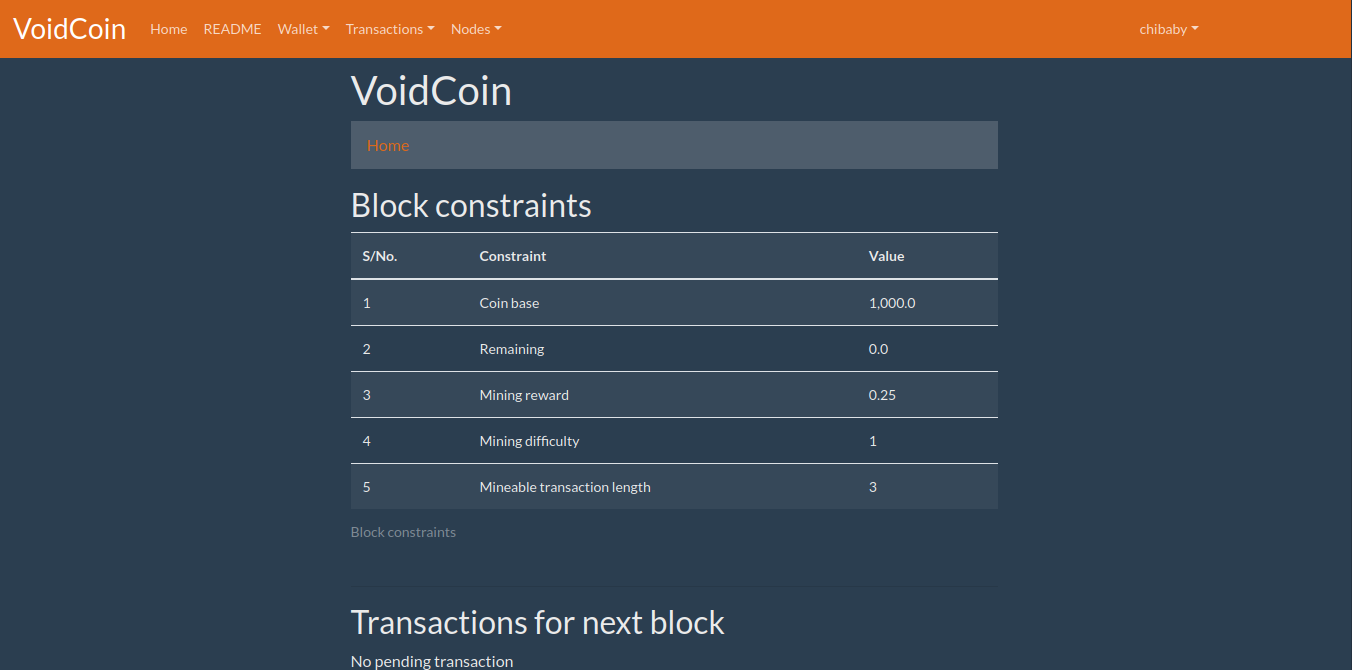 VoidCoin Home README Wallet Transactions Nodes chibaby
VoidCoin
Home
Block constraints
S/No. Constraint Value
1 Coin base 1,000.0
2 Remaining 0.0
3 Mining reward 0.25
4 Mining difficulty 1
5 Mineable transaction length 3
Block constraints
Transactions for next block
No pending transaction